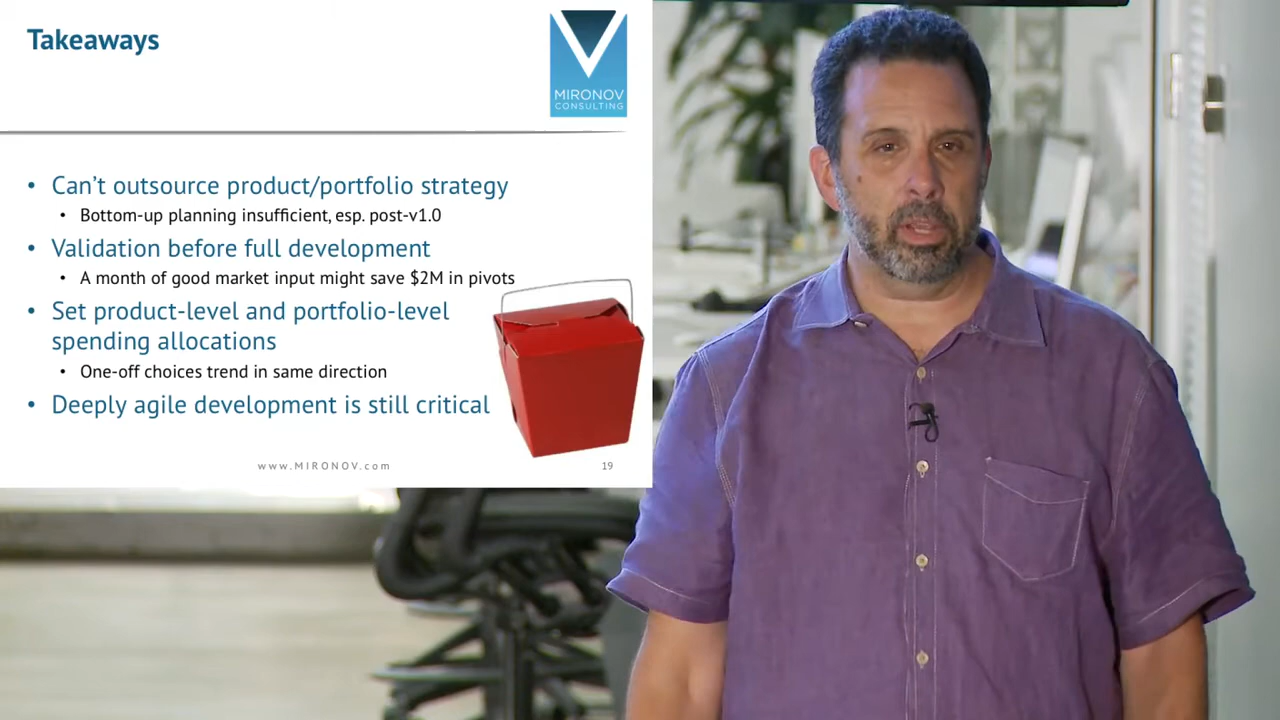 Takeaways
MIRONOV
CONSULTING
• Can’t outsource product/portfolio strategy
• Bottom-up planning insufficient, esp. post-v1.0
• Validation before full development
• A month of good market input might save $2M in pivots
• Set product-level and portfolio-level
spending allocations
• One-off choices trend in same direction
• Deeply agile development is still critical
www.MIRONOV.com
19